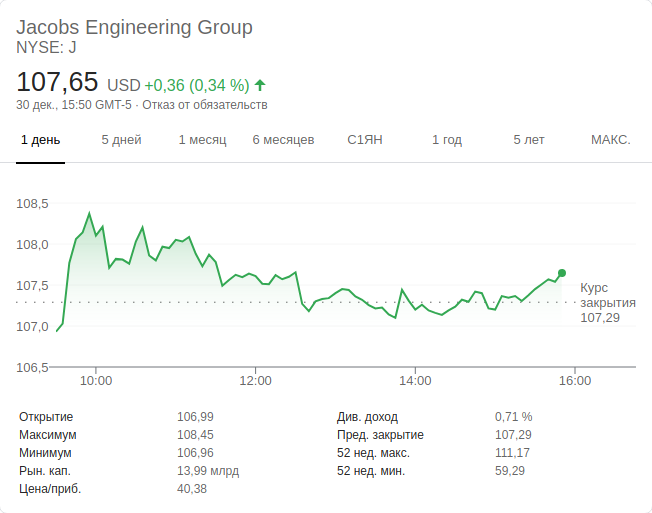 Jacobs Engineering Group
NYSE: J
107,65 USD +0,36 (0,34 %)
30 дек., 15:50 GMT-5 · Отказ от обязательств
1 день 5 дней 1 месяц 6 месяцев С1ЯН 1 год 5 лет МАКС.
108,5
108,0
107,5
107,0
106,5
Курс
закрытия
107,29
10:00 12:00 14:00 16:00
Открытие 106,99
Максимум 108,45
Минимум 106,96
Рын. кап. 13,99 млрд
Цена/приб. 40,38
Див. доход 0,71 %
Пред. закрытие 107,29
52 нед. макс. 111,17
52 нед. мин. 59,29